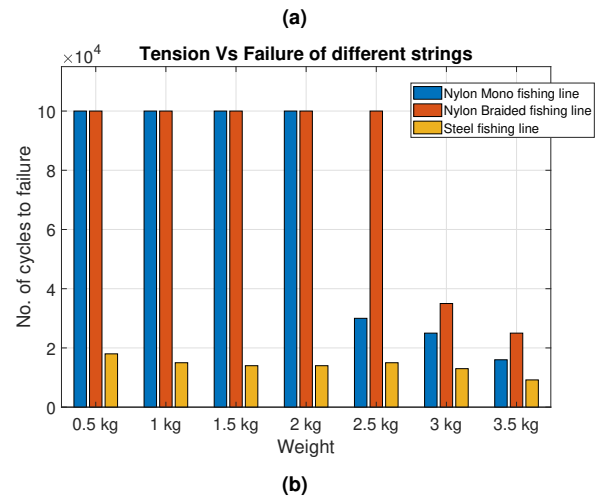 (a)
×10⁴
Tension Vs Failure of different strings
Nylon Mono fishing line
Nylon Braided fishing line
Steel fishing line
10
8
6
4
2
0
No. of cycles to failure
0.5 kg 1 kg 1.5 kg 2 kg 2.5 kg 3 kg 3.5 kg
Weight
(b)